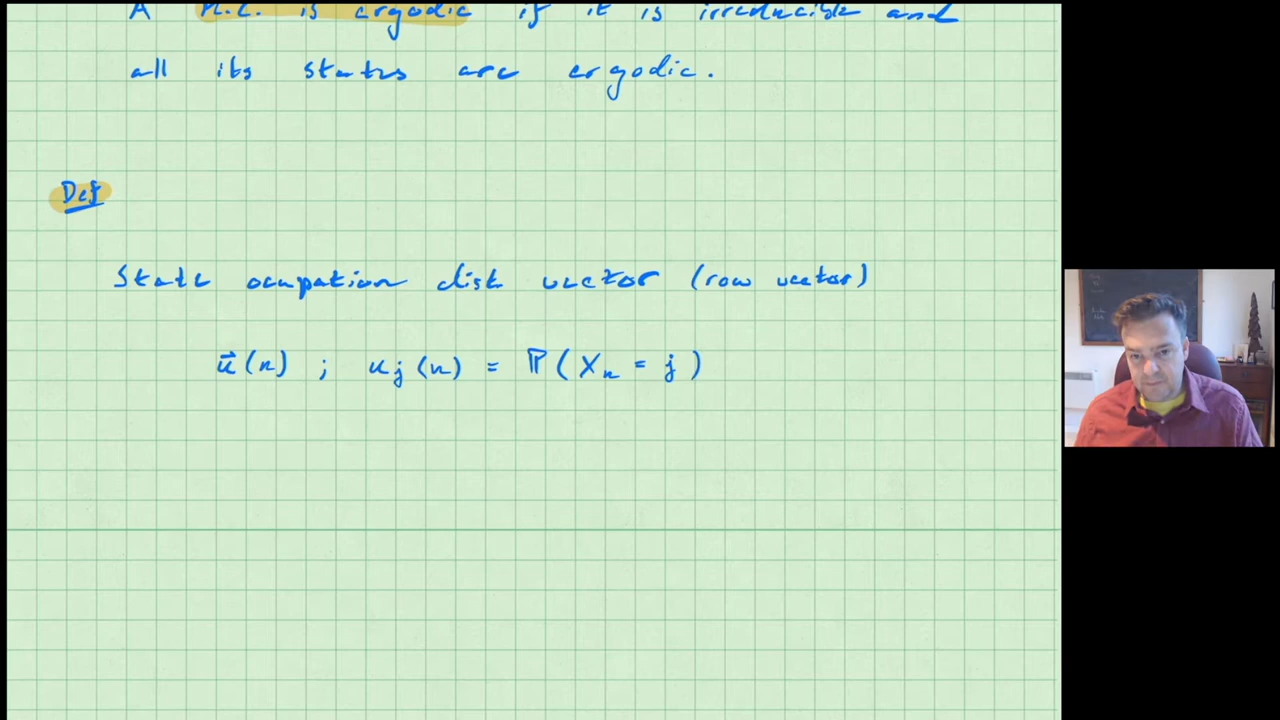 A M.C. is ergodic if it is irreducible and
all its states are ergodic.
Def
State ocupation dist vector (row vector)
u⃗(n) ; uⱼ(n) = ℙ( Xₙ = j )